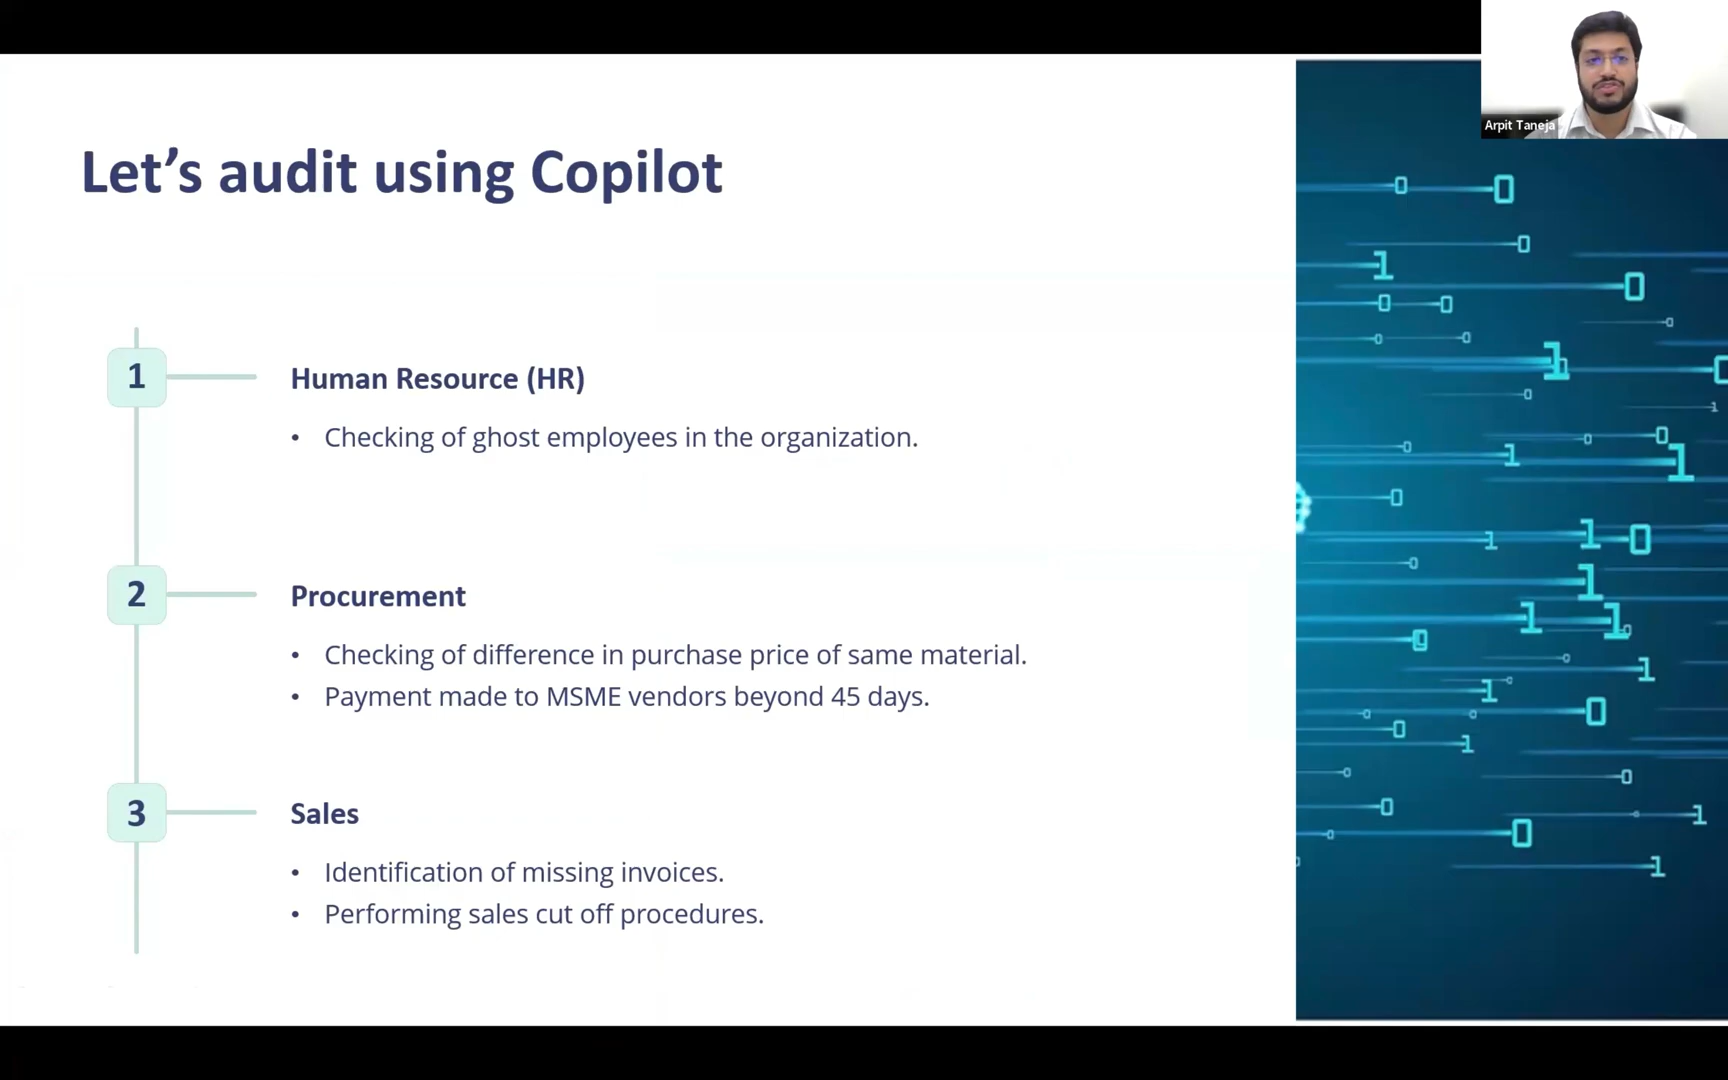 Arpit Taneja
Let’s audit using Copilot
1
Human Resource (HR)
• Checking of ghost employees in the organization.
2
Procurement
• Checking of difference in purchase price of same material.
• Payment made to MSME vendors beyond 45 days.
3
Sales
• Identification of missing invoices.
• Performing sales cut off procedures.